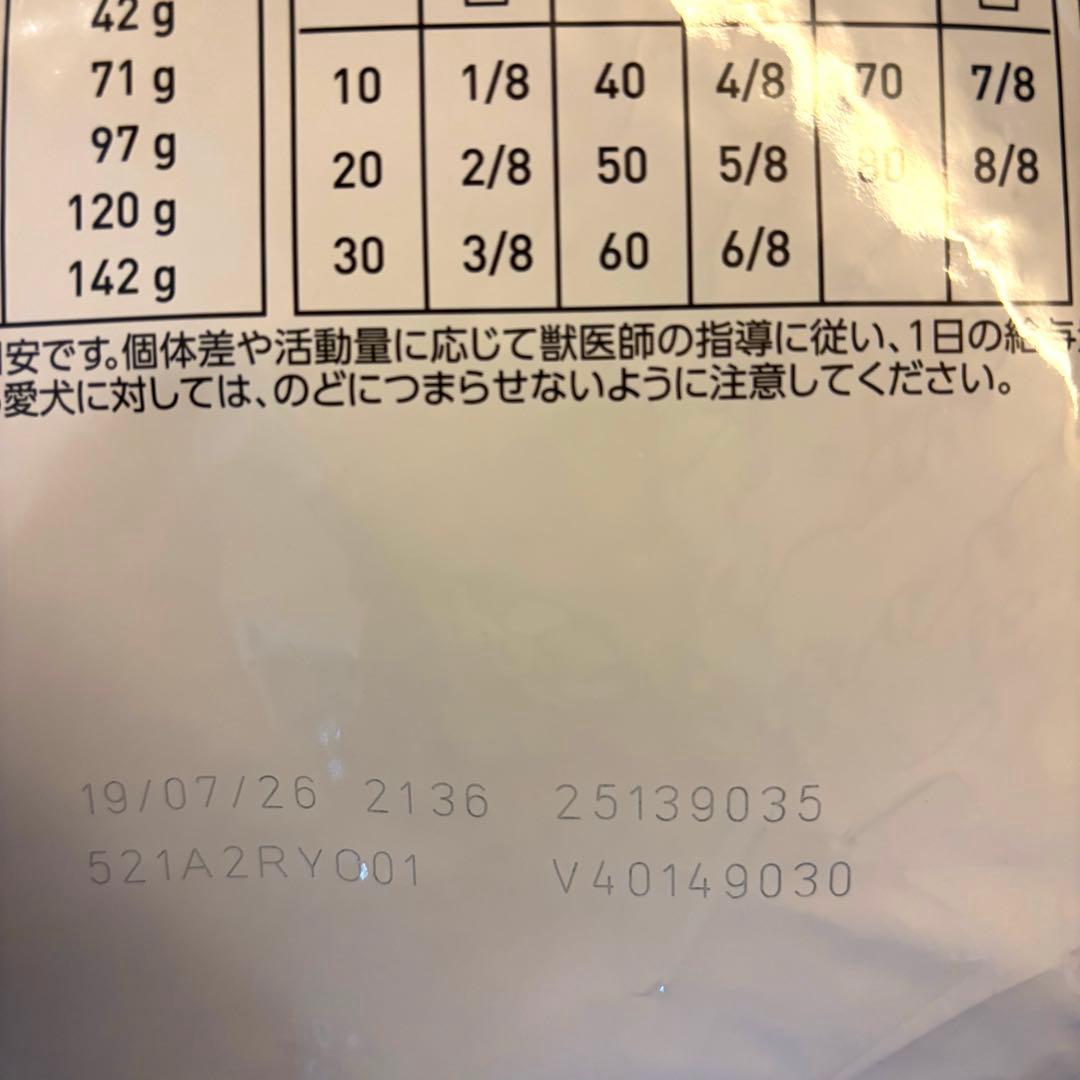 42 g
71 g
97 g
120 g
142 g
10 1/8 40 4/8 70 7/8
20 2/8 50 5/8 80 8/8
30 3/8 60 6/8
安です。個体差や活動量に応じて獣医師の指導に従い、1日の給与
愛犬に対しては、のどにつまらせないように注意してください。
19/07/26 2136 25139035
521A2RYC01 V40149030